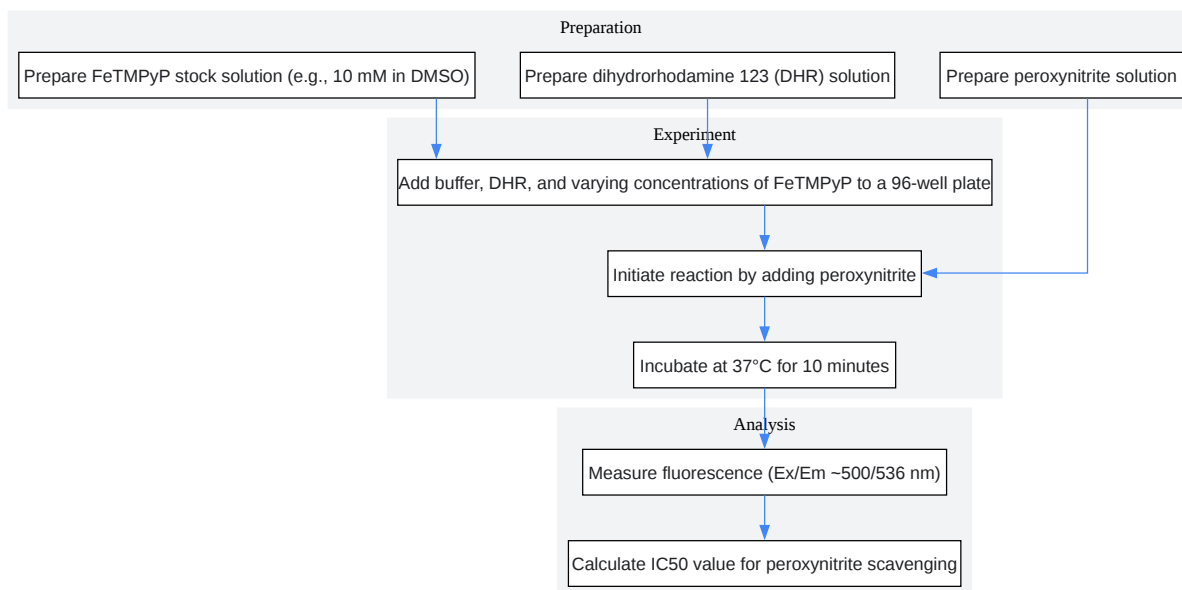 Preparation
Prepare FeTMPyP stock solution (e.g., 10 mM in DMSO)
Prepare dihydrorhodamine 123 (DHR) solution
Prepare peroxynitrite solution
Experiment
Add buffer, DHR, and varying concentrations of FeTMPyP to a 96-well plate
Initiate reaction by adding peroxynitrite
Incubate at 37°C for 10 minutes
Analysis
Measure fluorescence (Ex/Em ~500/536 nm)
Calculate IC50 value for peroxynitrite scavenging